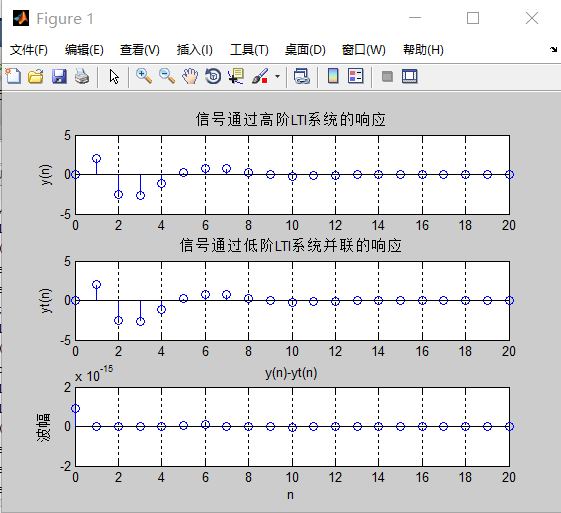 Figure 1
文件(F) 编辑(E) 查看(V) 插入(I) 工具(T) 桌面(D) 窗口(W) 帮助(H)
信号通过高阶LTI系统的响应
5
0
-5
y(n)
0 2 4 6 8 10 12 14 16 18 20
信号通过低阶LTI系统并联的响应
5
0
-5
yt(n)
0 2 4 6 8 10 12 14 16 18 20
x 10^-15
y(n)-yt(n)
2
0
-2
波幅
0 2 4 6 8 10 12 14 16 18 20
n